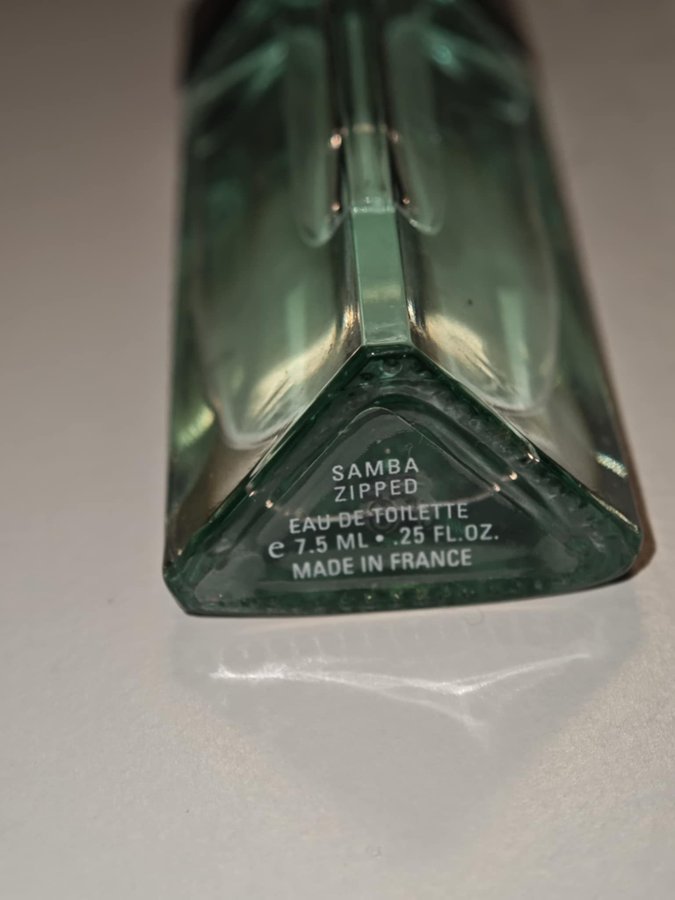 SAMBA
ZIPPED
EAU DE TOILETTE
e 7.5 ML • .25 FL.OZ.
MADE IN FRANCE